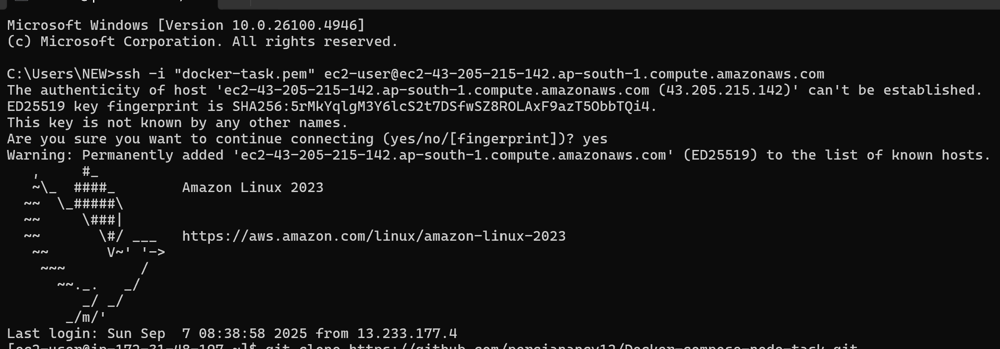 Microsoft Windows [Version 10.0.26100.4946]
(c) Microsoft Corporation. All rights reserved.
C:\Users\NEW>ssh -i "docker-task.pem" ec2-user@ec2-43-205-215-142.ap-south-1.compute.amazonaws.com
The authenticity of host 'ec2-43-205-215-142.ap-south-1.compute.amazonaws.com (43.205.215.142)' can't be established.
ED25519 key fingerprint is SHA256:5rMkYqlgM3Y6lcS2t7DSfwSZ8ROLAxF9azT5ObbTQi4.
This key is not known by any other names.
Are you sure you want to continue connecting (yes/no/[fingerprint])? yes
Warning: Permanently added 'ec2-43-205-215-142.ap-south-1.compute.amazonaws.com' (ED25519) to the list of known hosts.
   ,     #_
   ~\_  ####_        Amazon Linux 2023
  ~~  \_#####\
  ~~     \###|
  ~~       \#/ ___   https://aws.amazon.com/linux/amazon-linux-2023
   ~~       V~' '->
    ~~~         /
      ~~._.   _/
         _/ _/
       _/m/'
Last login: Sun Sep  7 08:38:58 2025 from 13.233.177.4
[ec2-user@ip-172-31-48-197 ~]$ git clone https://github.com/percianancy12/Docker-compose-node-task.git